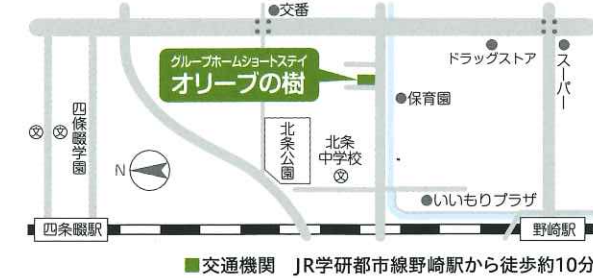 交番
グループホームショートステイ
オリーブの樹
ドラッグストア
スーパー
保育園
四條畷学園
文
文
北条公園
北条
中学校
文
N
いいもりプラザ
四条畷駅
野崎駅
■交通機関 JR学研都市線野崎駅から徒歩約10分